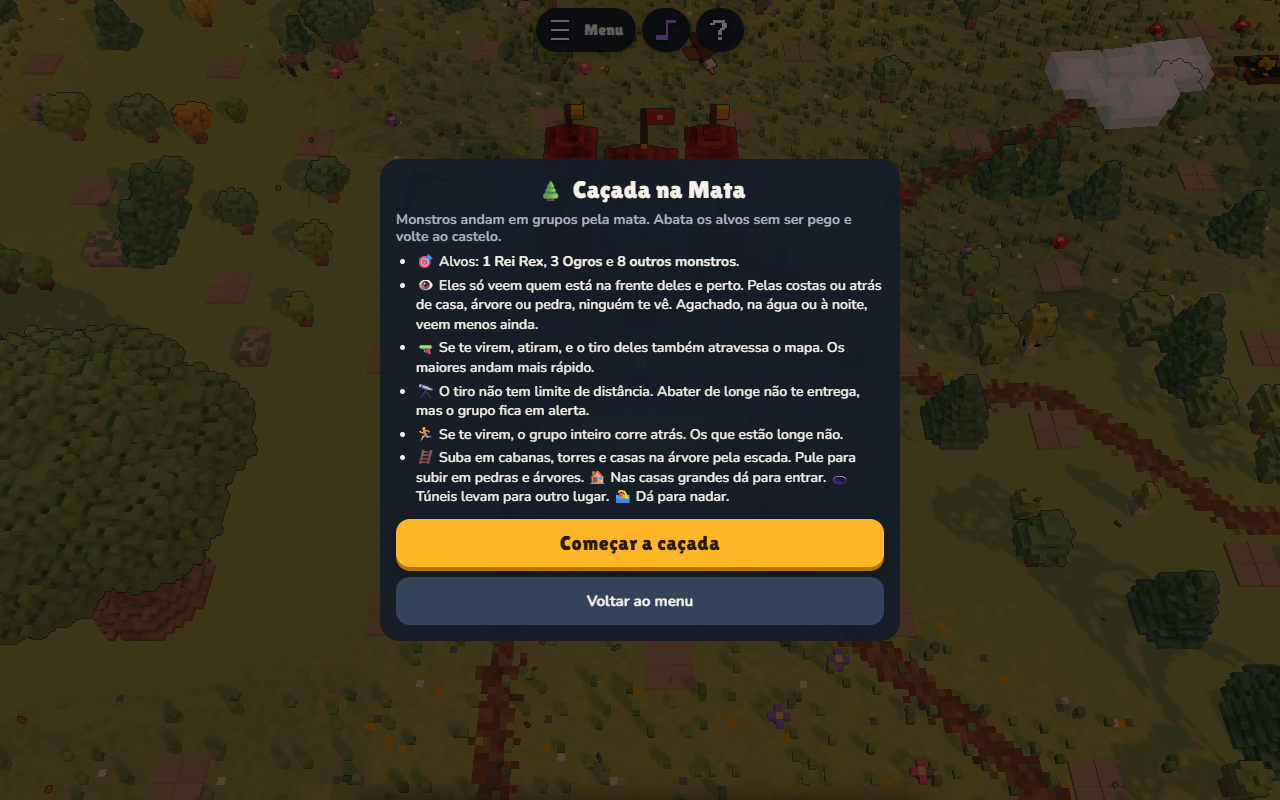 Menu
?
Caçada na Mata
Monstros andam em grupos pela mata. Abata os alvos sem ser pego e
volte ao castelo.
Alvos: 1 Rei Rex, 3 Ogros e 8 outros monstros.
Eles só veem quem está na frente deles e perto. Pelas costas ou atrás
de casa, árvore ou pedra, ninguém te vê. Agachado, na água ou à noite,
veem menos ainda.
Se te virem, atiram, e o tiro deles também atravessa o mapa. Os
maiores andam mais rápido.
O tiro não tem limite de distância. Abater de longe não te entrega,
mas o grupo fica em alerta.
Se te virem, o grupo inteiro corre atrás. Os que estão longe não.
Suba em cabanas, torres e casas na árvore pela escada. Pule para
subir em pedras e árvores. Nas casas grandes dá para entrar.
Túneis levam para outro lugar. Dá para nadar.
Começar a caçada
Voltar ao menu